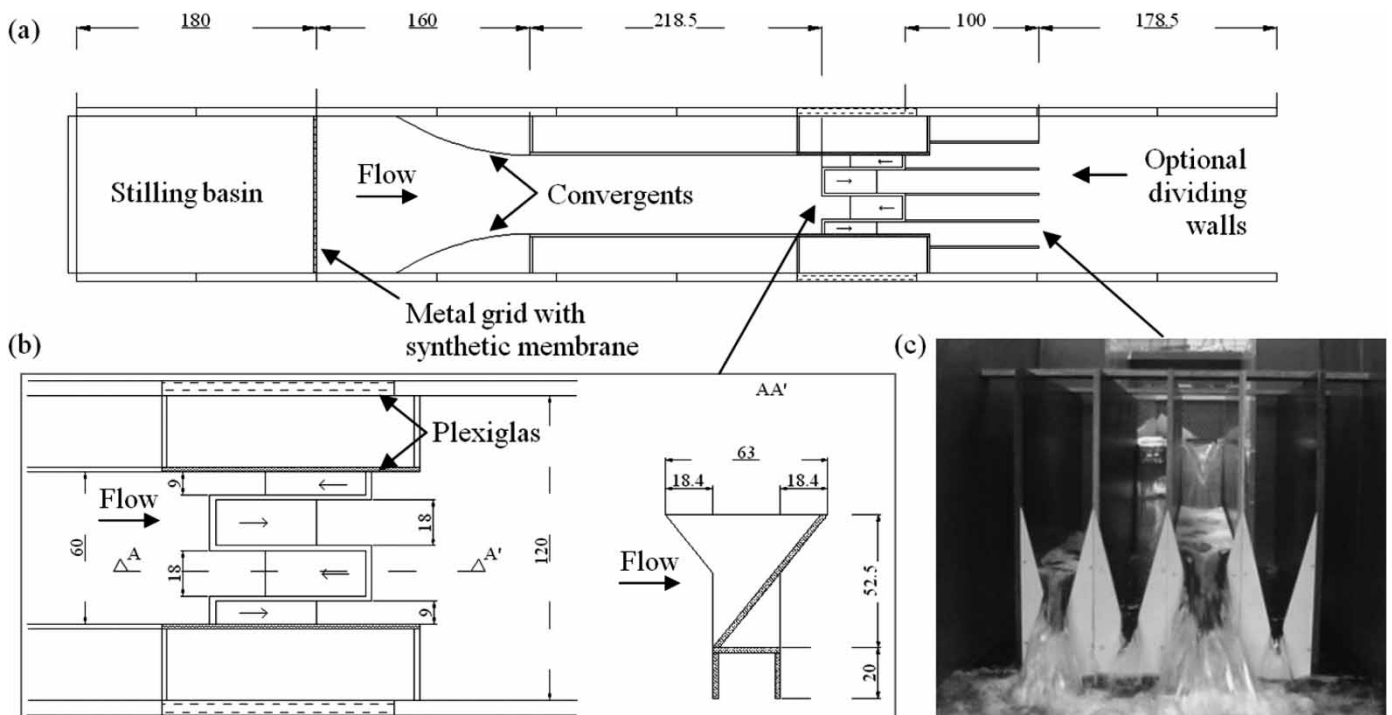 (a)
180
160
218.5
100
178.5
Stilling basin
Flow
Convergents
Optional
dividing
walls
Metal grid with
synthetic membrane
(b)
Plexiglas
Flow
9
18
60
A
A'
120
18
9
AA'
63
18.4
18.4
Flow
52.5
20
(c)